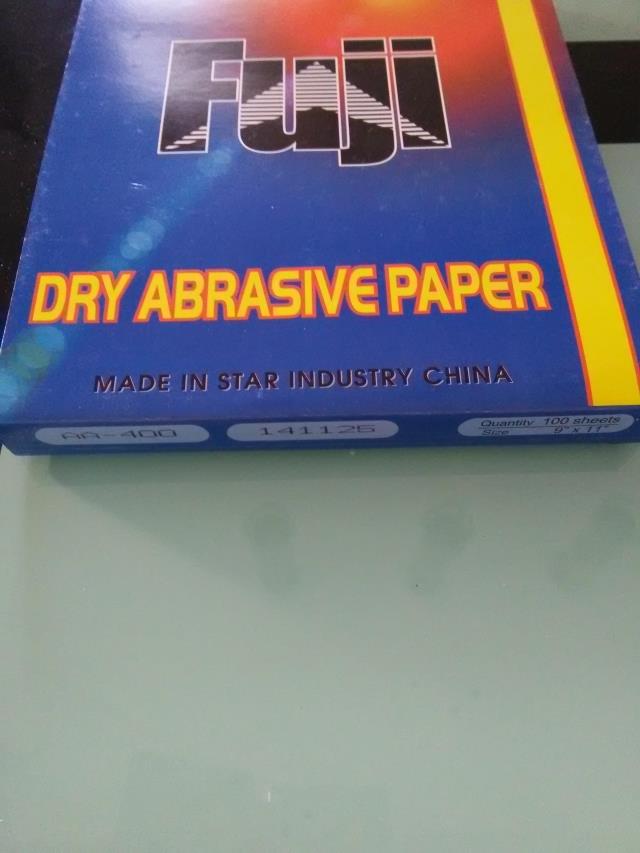 Fuji
DRY ABRASIVE PAPER
MADE IN STAR INDUSTRY CHINA
AA-400 141125 Quantity 100 sheets
Size 9" x 11"